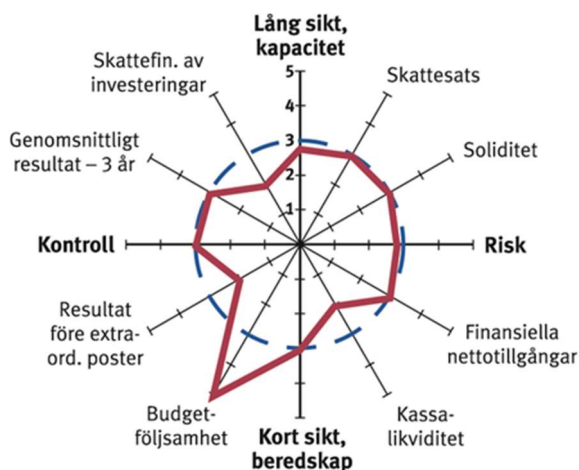 Lång sikt,
kapacitet
Skattefin. av
investeringar
Skattesats
Genomsnittligt
resultat – 3 år
Soliditet
5
4
3
2
1
Kontroll
Risk
Resultat
före extra-
ord. poster
Finansiella
nettotillgångar
Budget-
följsamhet
Kassa-
likviditet
Kort sikt,
beredskap